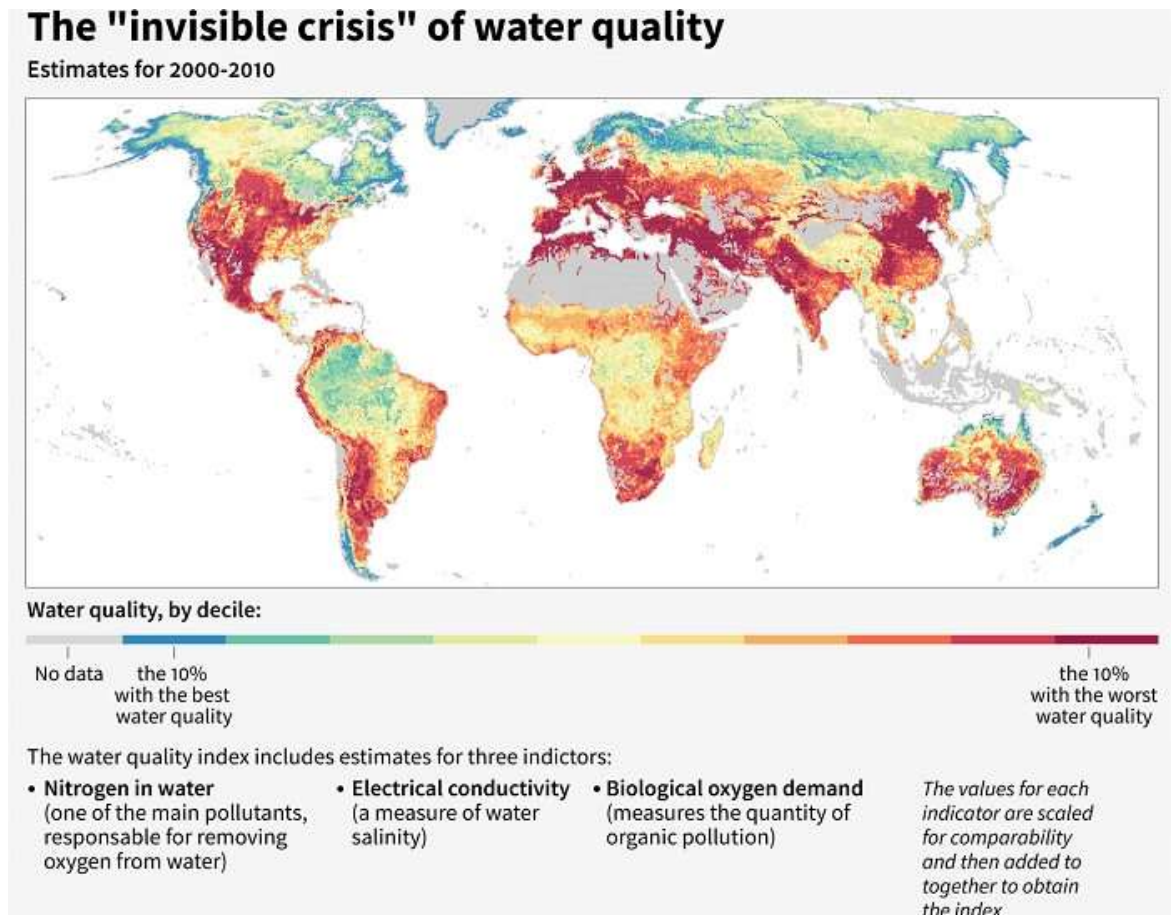 The "invisible crisis" of water quality
Estimates for 2000-2010
Water quality, by decile:
No data
the 10%
with the best
water quality
the 10%
with the worst
water quality
The water quality index includes estimates for three indictors:
• Nitrogen in water
(one of the main pollutants,
responsible for removing
oxygen from water)
• Electrical conductivity
(a measure of water
salinity)
• Biological oxygen demand
(measures the quantity of
organic pollution)
The values for each
indicator are scaled
for comparability
and then added to
together to obtain
the index